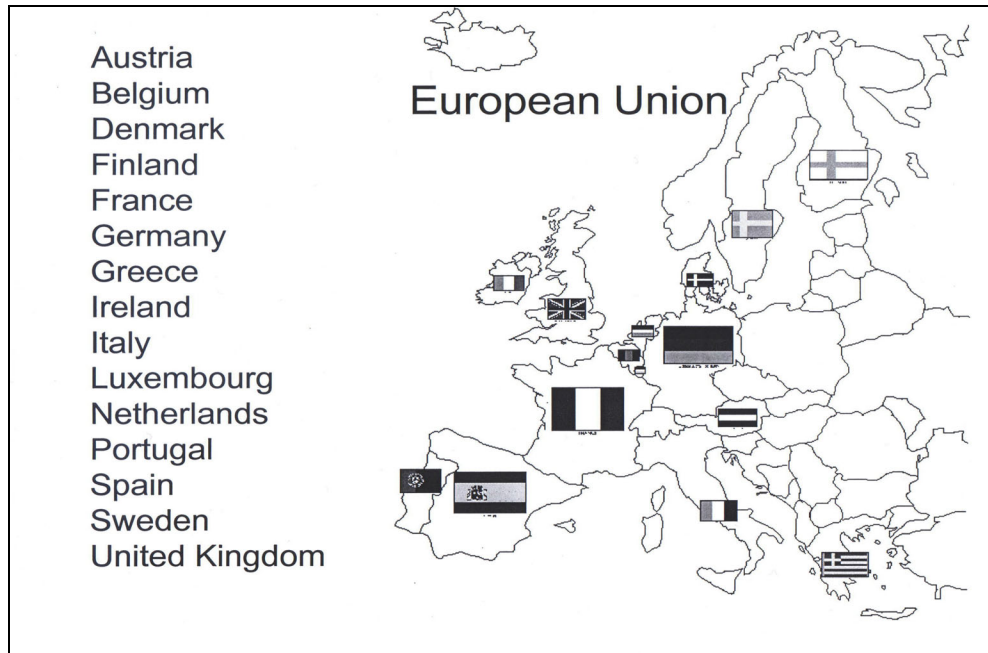 Austria
Belgium
Denmark
Finland
France
Germany
Greece
Ireland
Italy
Luxembourg
Netherlands
Portugal
Spain
Sweden
United Kingdom
European Union